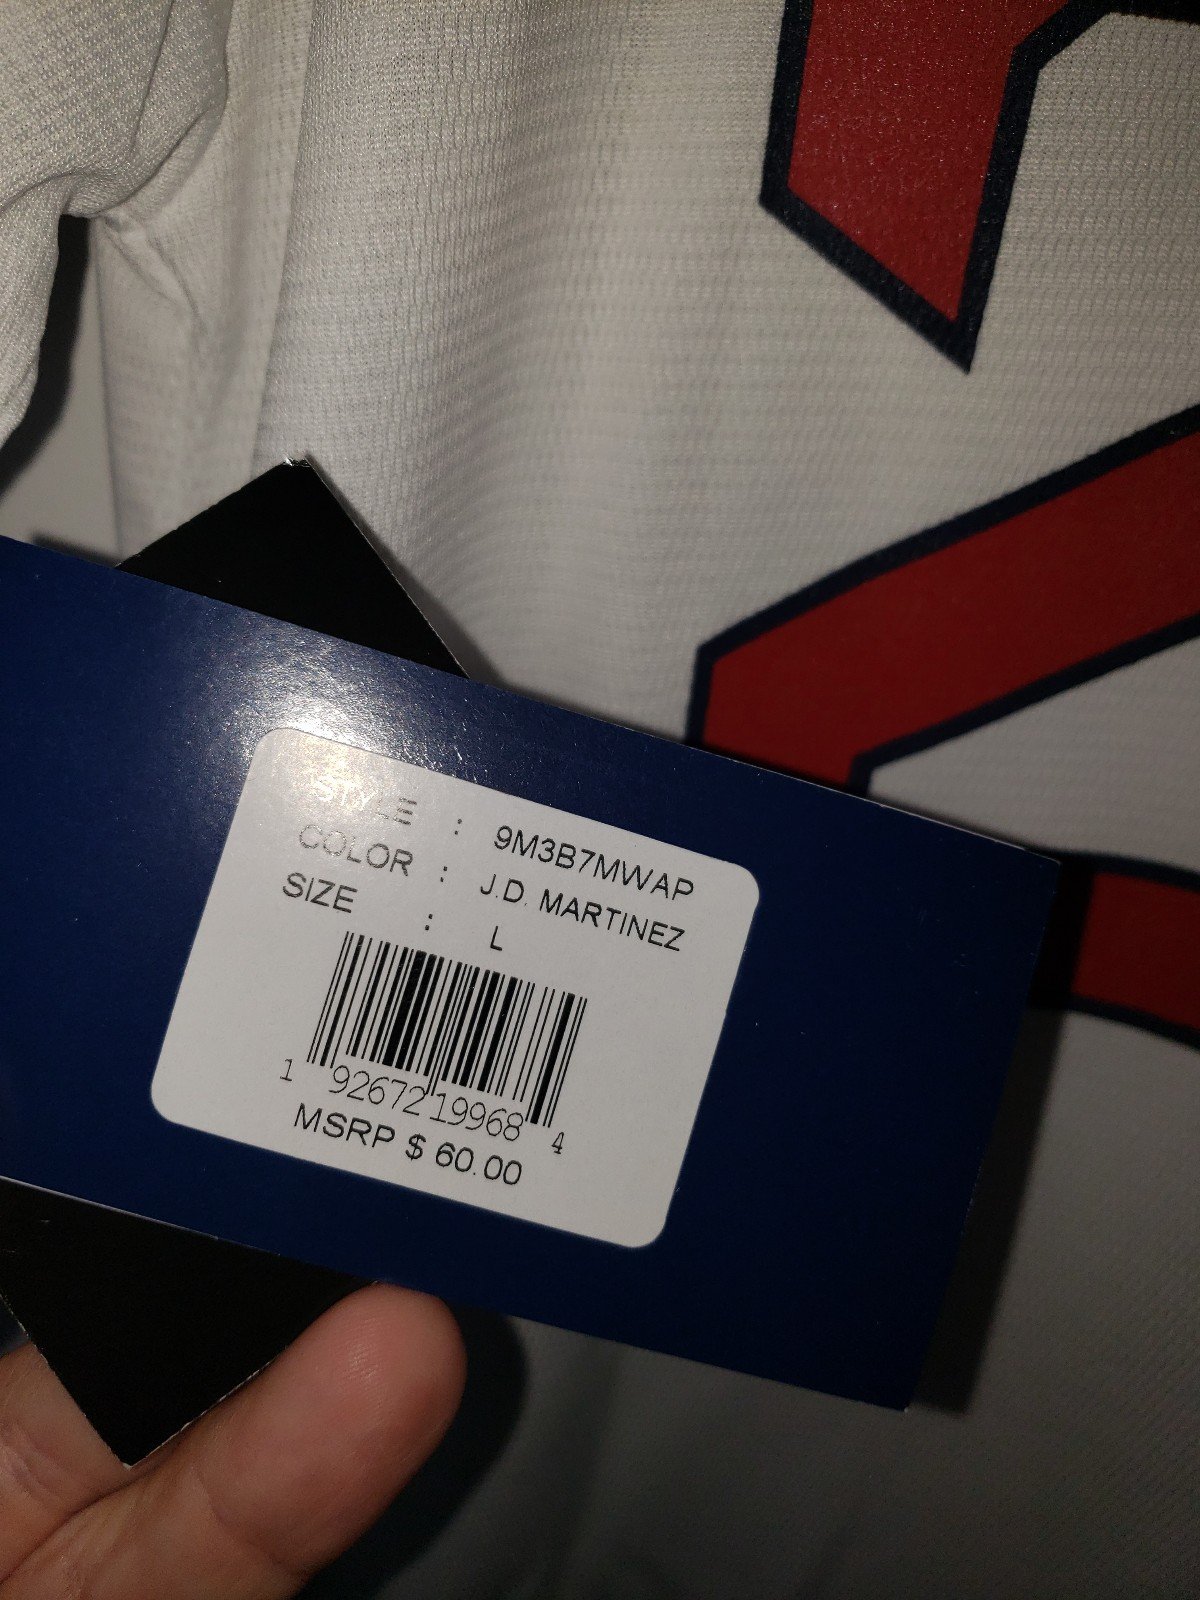 STYLE : 9M3B7MWAP
COLOR : J.D. MARTINEZ
SIZE : L
1 92672 19968 4
MSRP $ 60.00